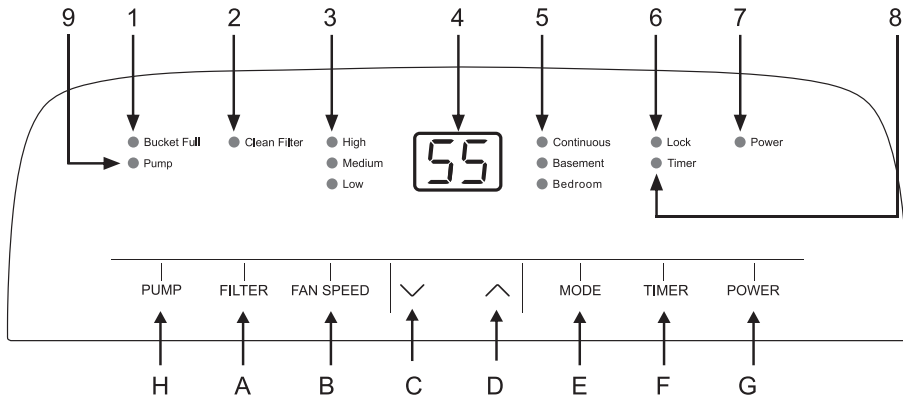 9 1 2 3 4 5 6 7 8
Bucket Full Clean Filter High 55 Continuous Lock Power
Pump Medium Basement Timer
Low Bedroom
PUMP FILTER FAN SPEED MODE TIMER POWER
H A B C D E F G